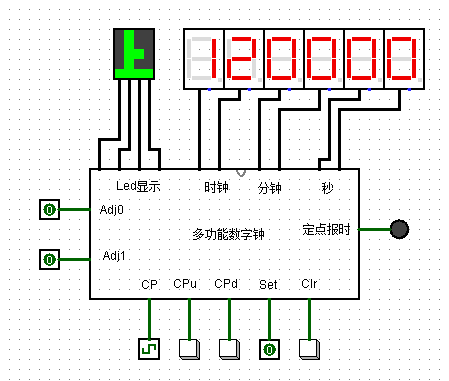 120000
Led显示 时钟 分钟 秒
0 Adj0
多功能数字钟 定点报时
0 Adj1
CP CPu CPd Set Clr
0